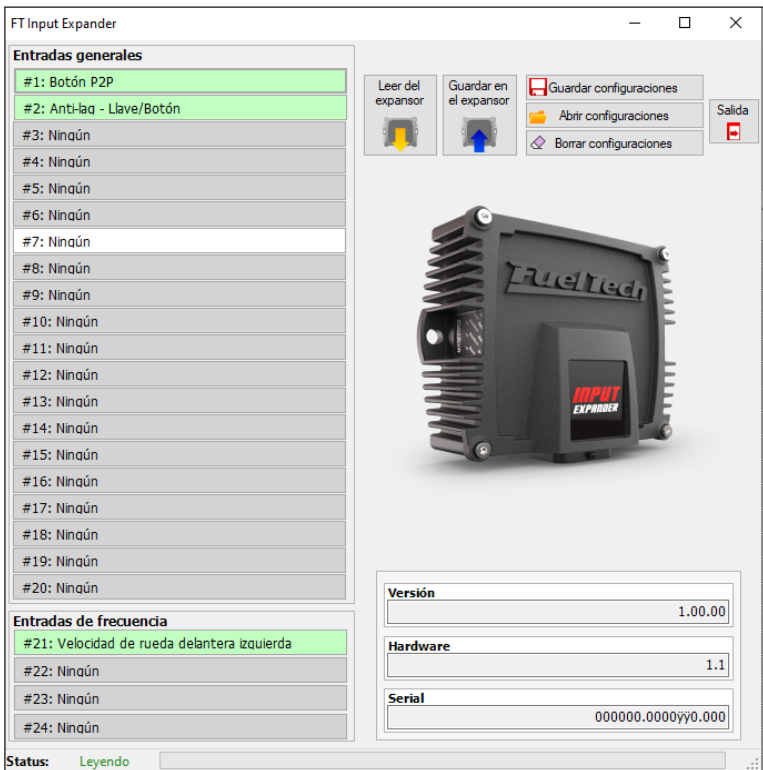 FT Input Expander
Entradas generales
#1: Botón P2P
#2: Anti-lag - Llave/Botón
#3: Ningún
#4: Ningún
#5: Ningún
#6: Ningún
#7: Ningún
#8: Ningún
#9: Ningún
#10: Ningún
#11: Ningún
#12: Ningún
#13: Ningún
#14: Ningún
#15: Ningún
#16: Ningún
#17: Ningún
#18: Ningún
#19: Ningún
#20: Ningún
Entradas de frecuencia
#21: Velocidad de rueda delantera izquierda
#22: Ningún
#23: Ningún
#24: Ningún
Leer del
expansor
Guardar en
el expansor
Guardar configuraciones
Abrir configuraciones
Borrar configuraciones
Salida
FuelTech
INPUT
EXPANDER
Versión
1.00.00
Hardware
1.1
Serial
000000.0000ÿÿ0.000
Status: Leyendo